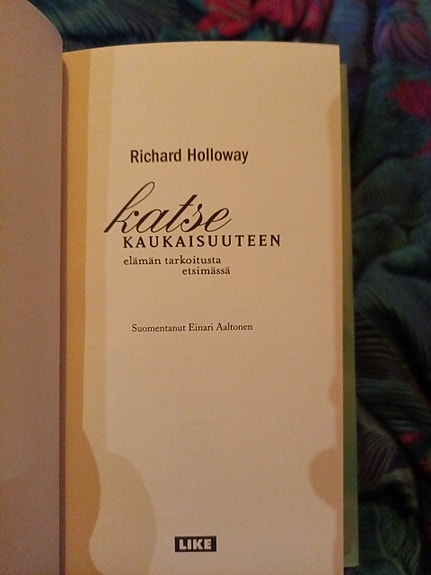 Richard Holloway
katse
KAUKAISUUTEEN
elämän tarkoitusta
etsimässä
Suomentanut Einari Aaltonen
LIKE